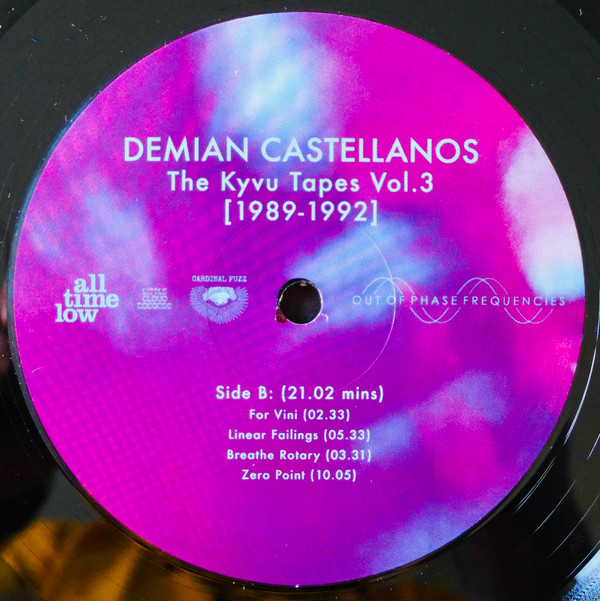 DEMIAN CASTELLANOS
The Kyvu Tapes Vol.3
[1989-1992]
all
time
low
CARDINAL FUZZ
OUT OF PHASE FREQUENCIES
Side B: (21.02 mins)
For Vini (02.33)
Linear Failings (05.33)
Breathe Rotary (03.31)
Zero Point (10.05)